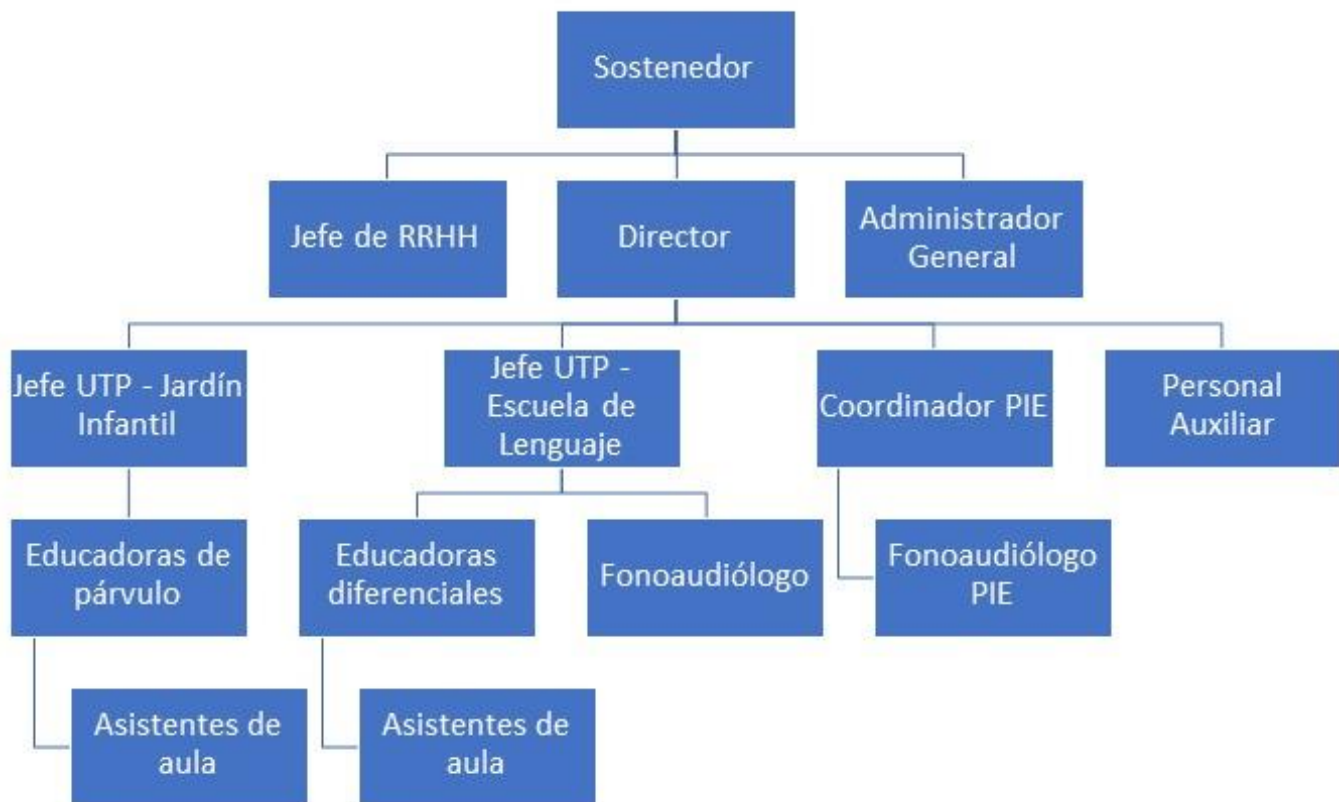 Sostenedor
Jefe de RRHH
Director
Administrador
General
Jefe UTP - Jardín
Infantil
Jefe UTP -
Escuela de
Lenguaje
Coordinador PIE
Personal
Auxiliar
Educadoras de
párvulo
Educadoras
diferenciales
Fonoaudiólogo
Fonoaudiólogo
PIE
Asistentes de
aula
Asistentes de
aula